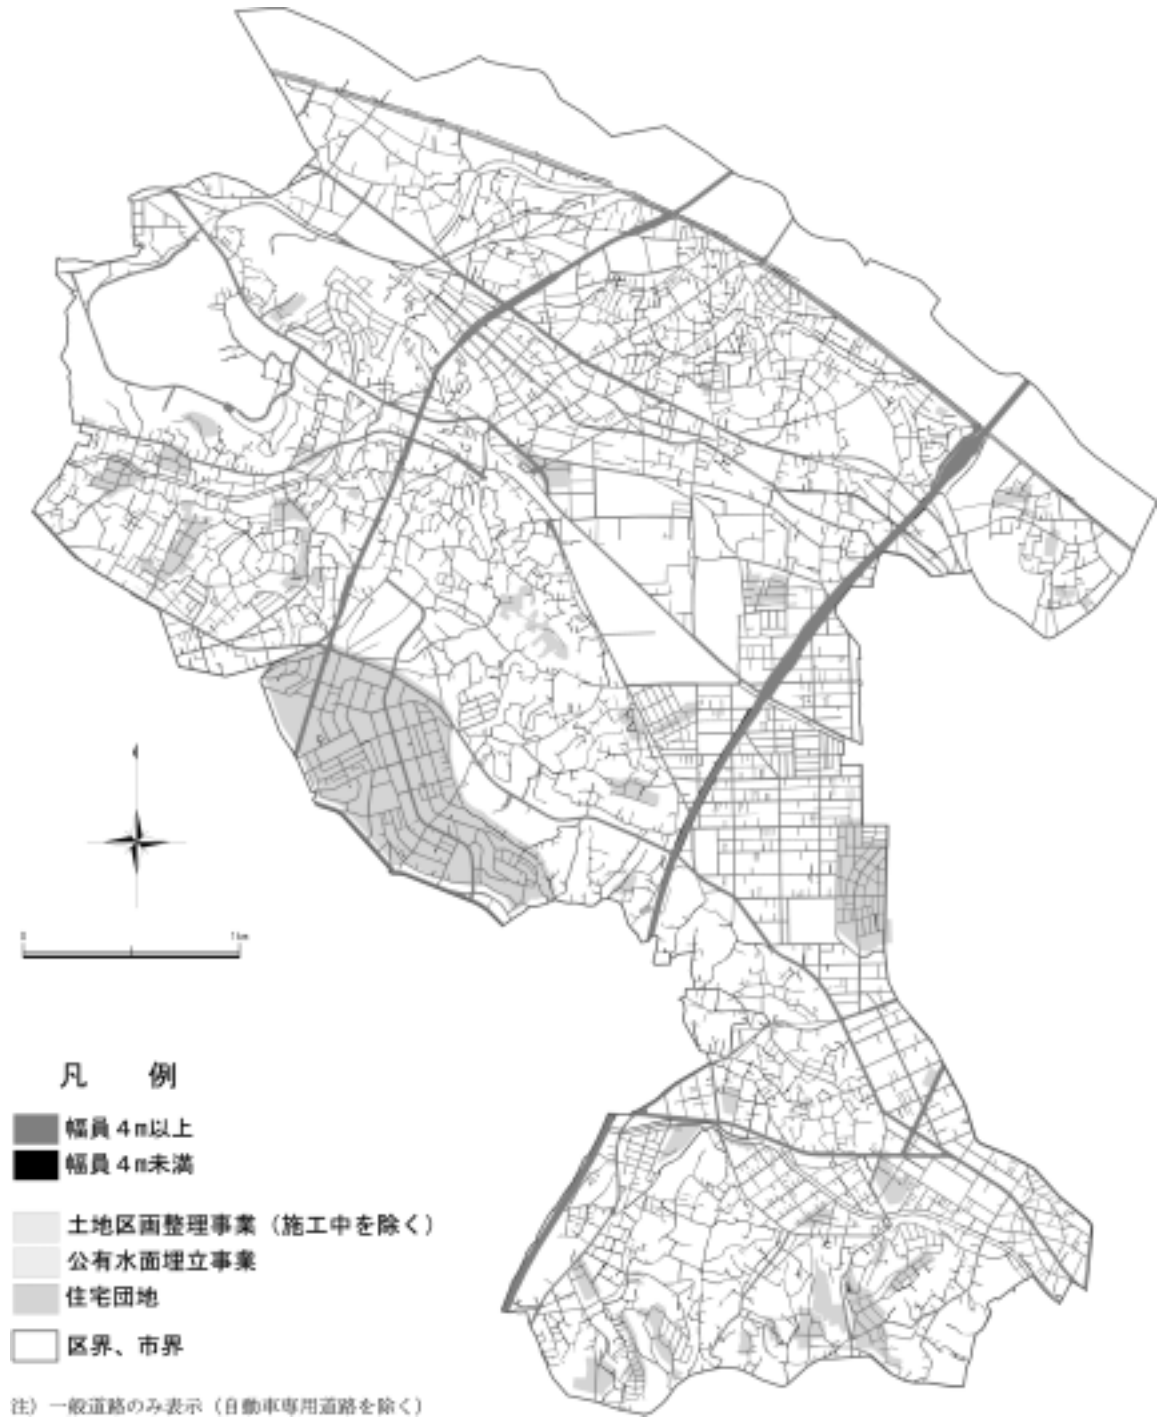 0 1km
凡 例
幅員4m以上
幅員4m未満
土地区画整理事業（施工中を除く）
公有水面埋立事業
住宅団地
区界、市界
注）一般道路のみ表示（自動車専用道路を除く）